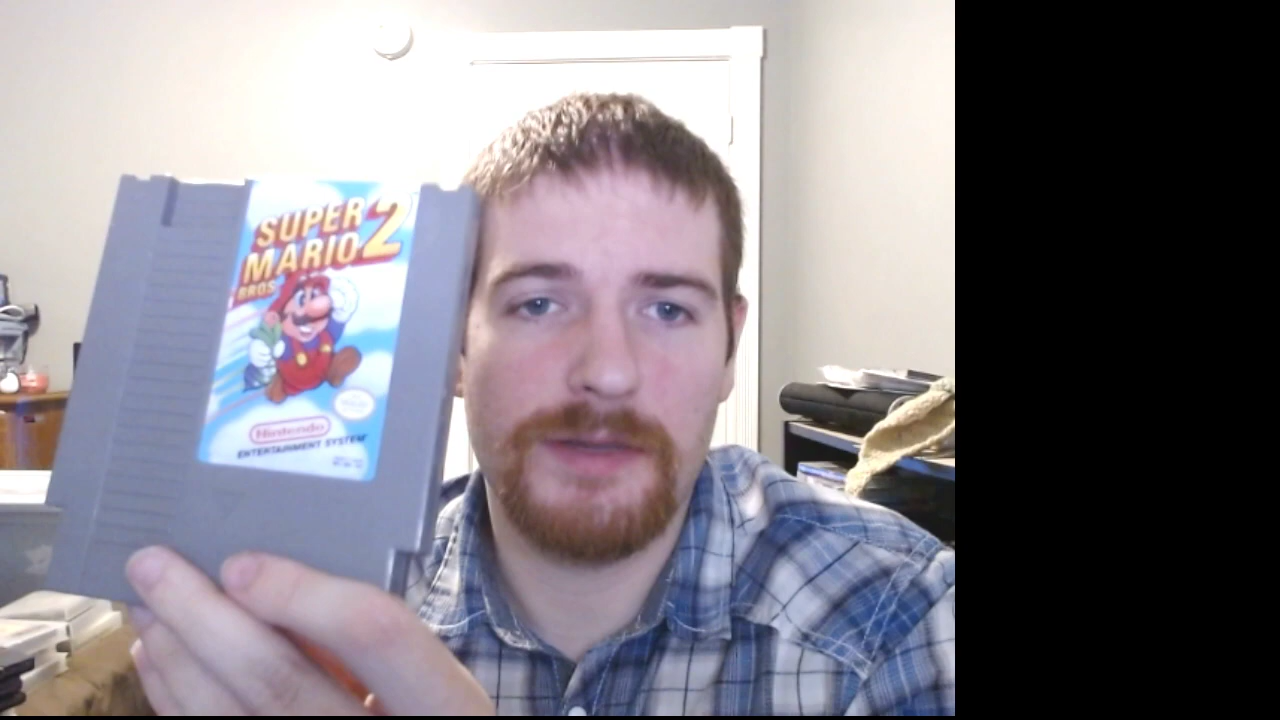 SUPER
MARIO 2
BROS
Nintendo
ENTERTAINMENT SYSTEM